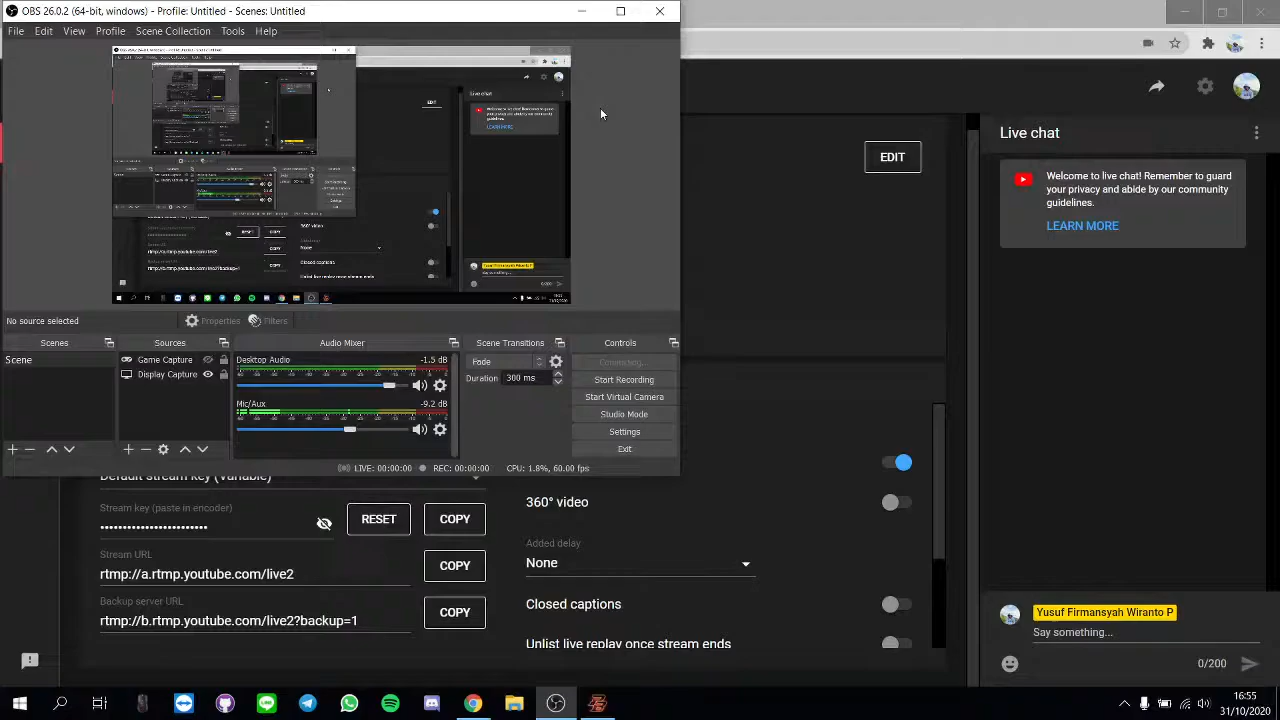 OBS 26.0.2 (64-bit, windows) - Profile: Untitled - Scenes: Untitled
File Edit View Profile Scene Collection Tools Help
No source selected Properties Filters
Scenes Sources Audio Mixer Scene Transitions Controls
Scene
Game Capture
Display Capture
Desktop Audio -1.5 dB
Mic/Aux -9.2 dB
Fade
Duration 300 ms
Connecting...
Start Recording
Start Virtual Camera
Studio Mode
Settings
Exit
LIVE: 00:00:00 REC: 00:00:00 CPU: 1.8%, 60.00 fps
EDIT
Default stream key (Variable)
Stream key (paste in encoder)
RESET COPY
Stream URL
rtmp://a.rtmp.youtube.com/live2 COPY
Backup server URL
rtmp://b.rtmp.youtube.com/live2?backup=1 COPY
360° video
Added delay
None
Closed captions
Unlist live replay once stream ends
Live chat
Welcome to live chat! Remember to guard
your privacy and abide by our community
guidelines.
LEARN MORE
Yusuf Firmansyah Wiranto P
Say something...
0/200
16:55
31/10/2020